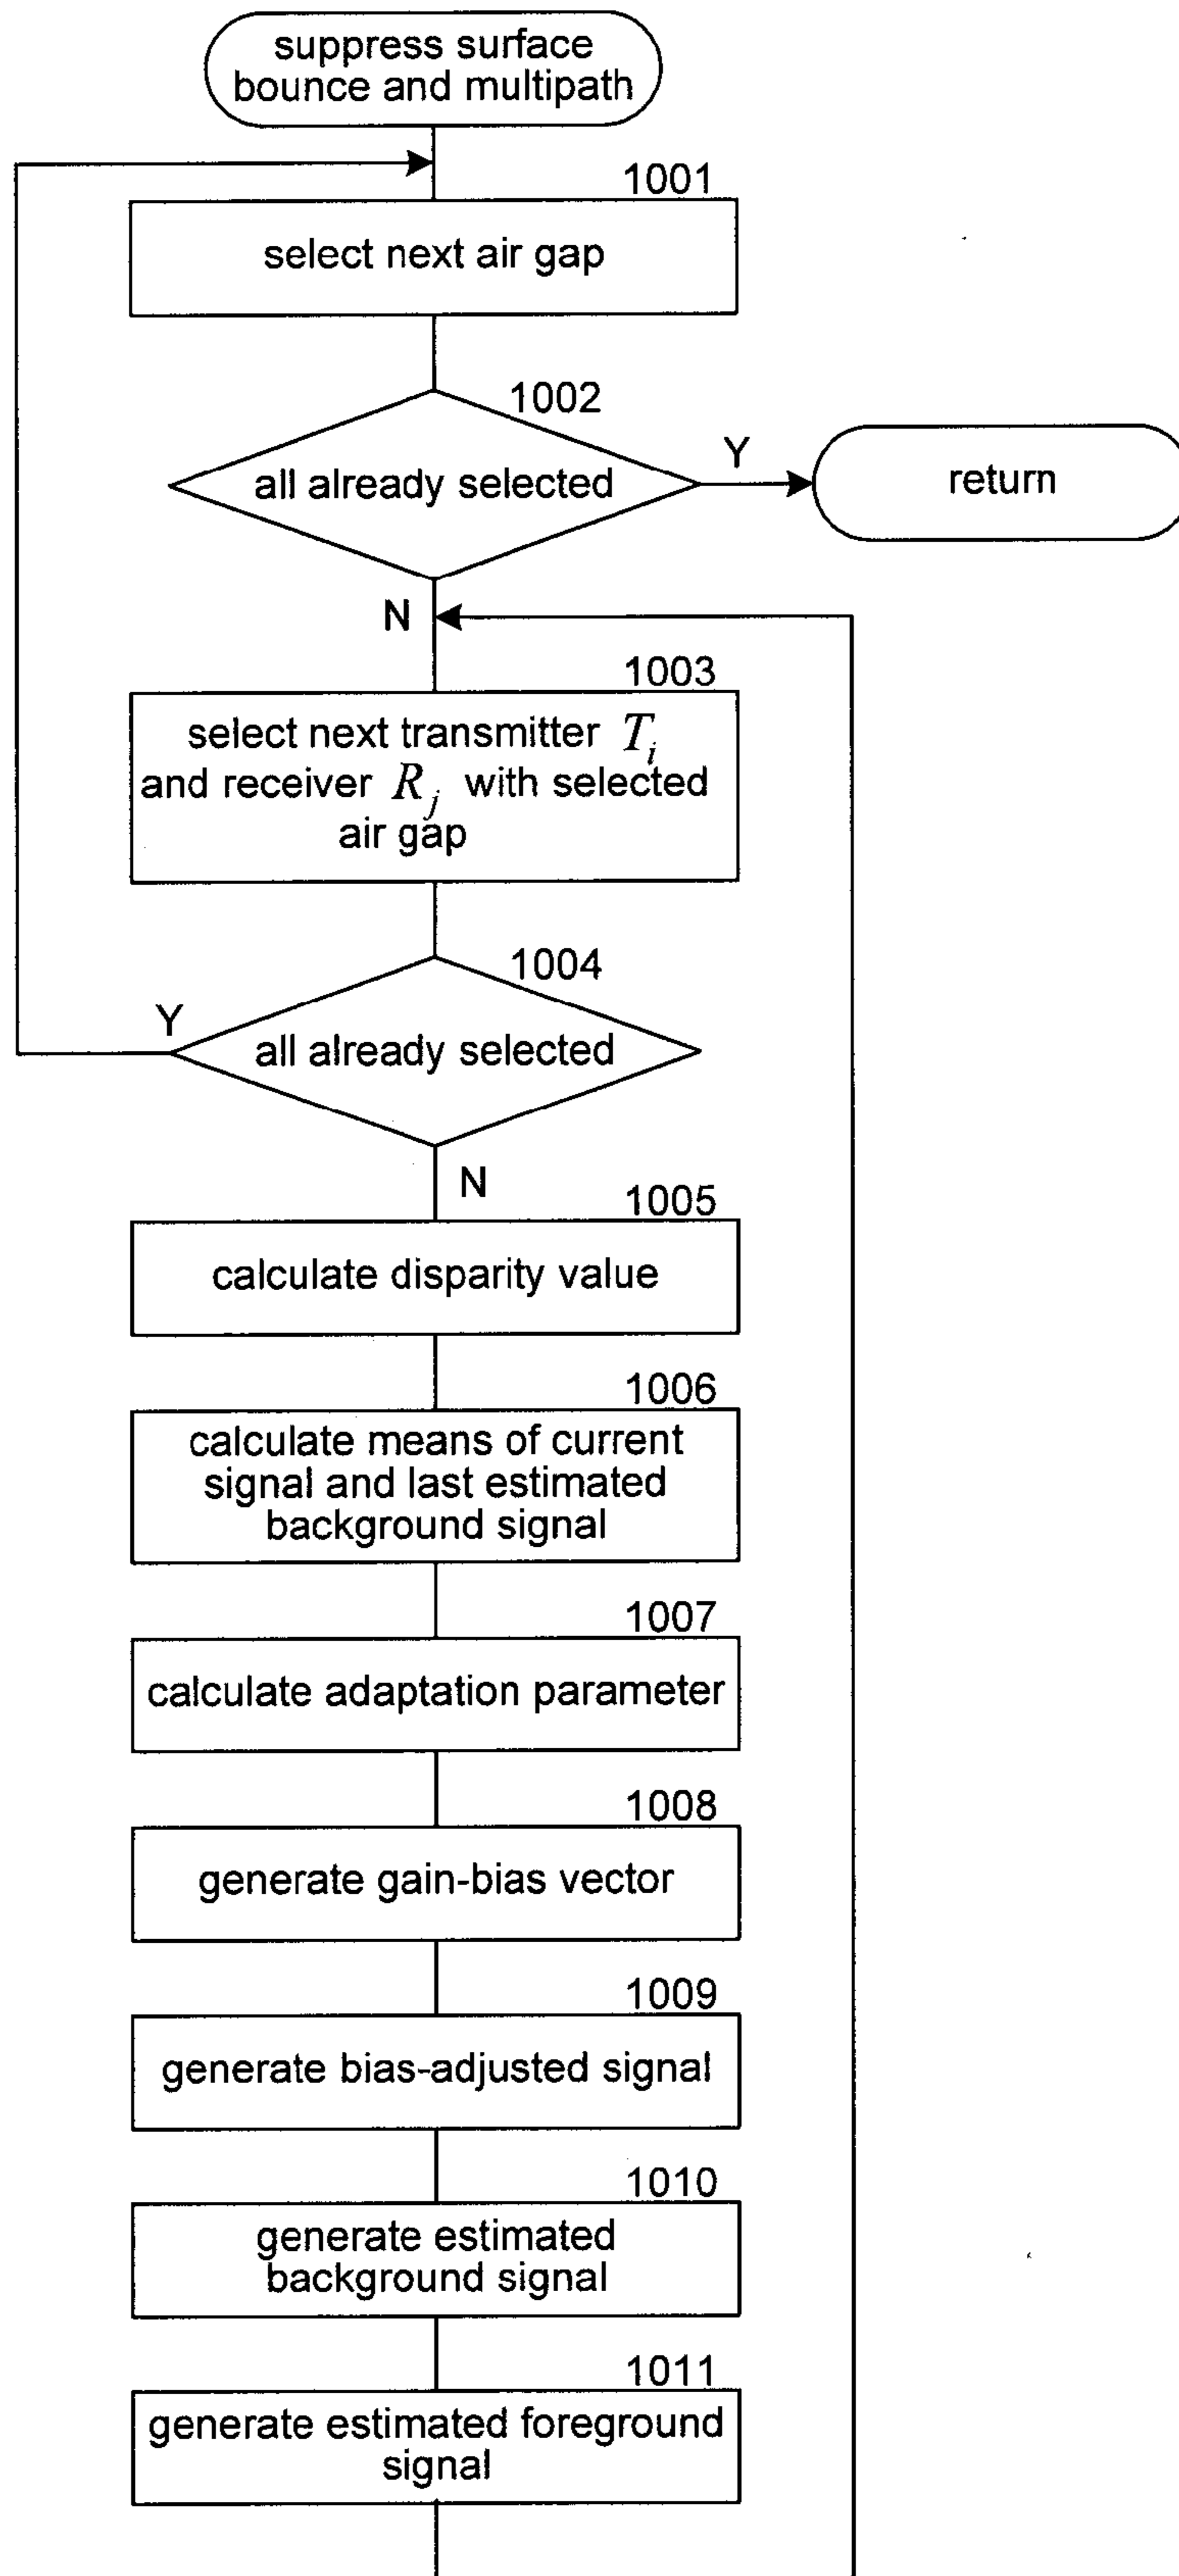 suppress surface
bounce and multipath
1001
select next air gap
1002
all already selected
Y
return
N
1003
select next transmitter T_i
and receiver R_j with selected
air gap
1004
Y
all already selected
N
1005
calculate disparity value
1006
calculate means of current
signal and last estimated
background signal
1007
calculate adaptation parameter
1008
generate gain-bias vector
1009
generate bias-adjusted signal
1010
generate estimated
background signal
1011
generate estimated foreground
signal